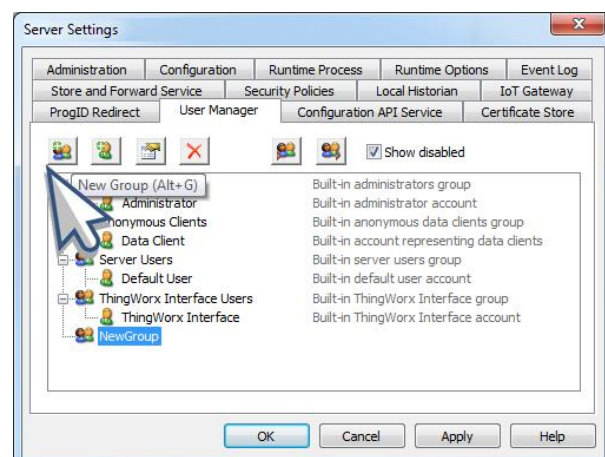 Server Settings
Administration Configuration Runtime Process Runtime Options Event Log
Store and Forward Service Security Policies Local Historian IoT Gateway
ProgID Redirect User Manager Configuration API Service Certificate Store
Show disabled
New Group (Alt+G) Built-in administrators group
Administrator Built-in administrator account
nonymous Clients Built-in anonymous data clients group
Data Client Built-in account representing data clients
Server Users Built-in server users group
Default User Built-in default user account
ThingWorx Interface Users Built-in ThingWorx Interface group
ThingWorx Interface Built-in ThingWorx Interface account
NewGroup
OK Cancel Apply Help